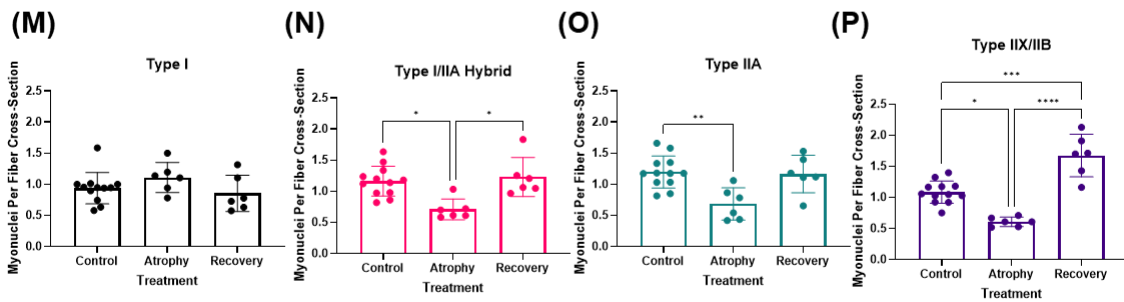 (M)
Type I
Myonuclei Per Fiber Cross-Section
2.5
2.0
1.5
1.0
0.5
0.0
Control Atrophy Recovery
Treatment
(N)
Type I/IIA Hybrid
Myonuclei Per Fiber Cross-Section
2.5
2.0
1.5
1.0
0.5
0.0
* *
Control Atrophy Recovery
Treatment
(O)
Type IIA
Myonuclei Per Fiber Cross-Section
2.5
2.0
1.5
1.0
0.5
0.0
**
Control Atrophy Recovery
Treatment
(P)
Type IIX/IIB
Myonuclei Per Fiber Cross-Section
2.5
2.0
1.5
1.0
0.5
0.0
***
* ****
Control Atrophy Recovery
Treatment